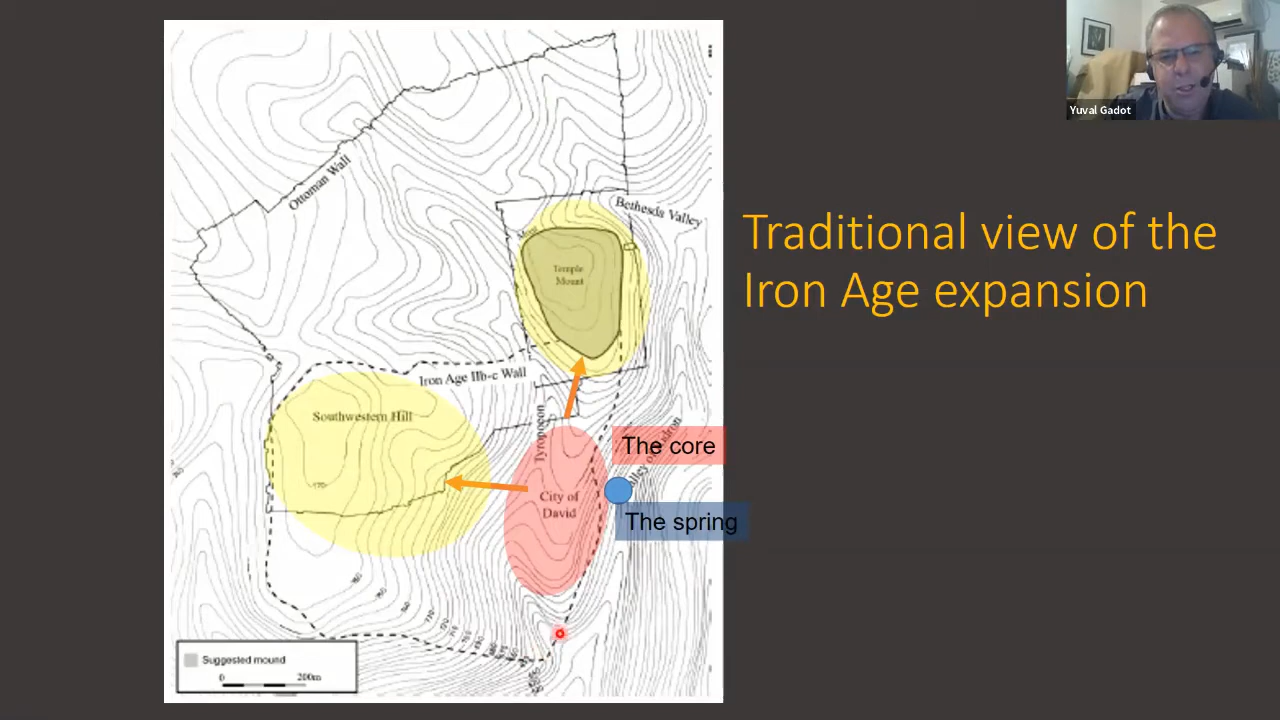 Yuval Gadot
Traditional view of the
Iron Age expansion
Ottoman Wall
Bethesda Valley
Temple
Mount
Iron Age IIb-c Wall
Southwestern Hill
Tyropoeon
The core
City of
David
The spring
Suggested mound
0 200m